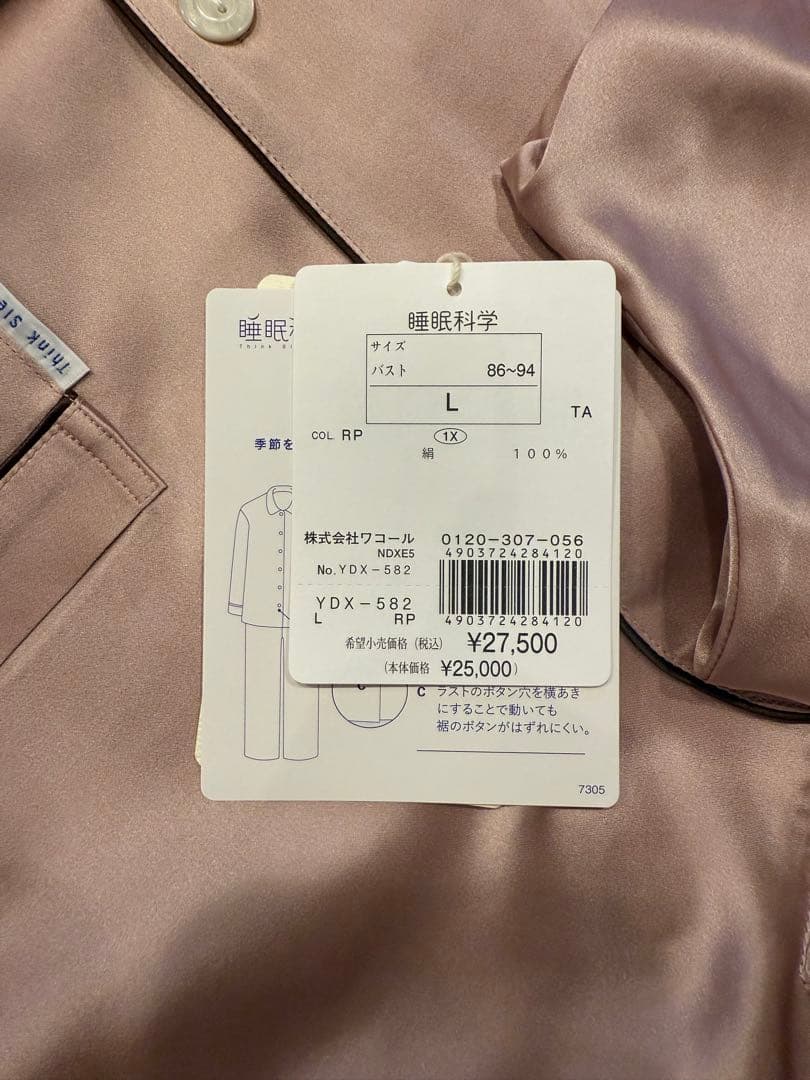 Think Sle
睡眠科
季節を
睡眠科学
サイズ
バスト 86~94
L
TA
COL. RP 1X
絹 100%
株式会社ワコール 0120-307-056
NDXE5 4903724284120
No. YDX-582
YDX-582
L RP 4903724284120
希望小売価格 (税込) ¥27,500
(本体価格 ¥25,000)
C ラストのボタン穴を横あき
にすることで動いても
裾のボタンがはずれにくい。
7305